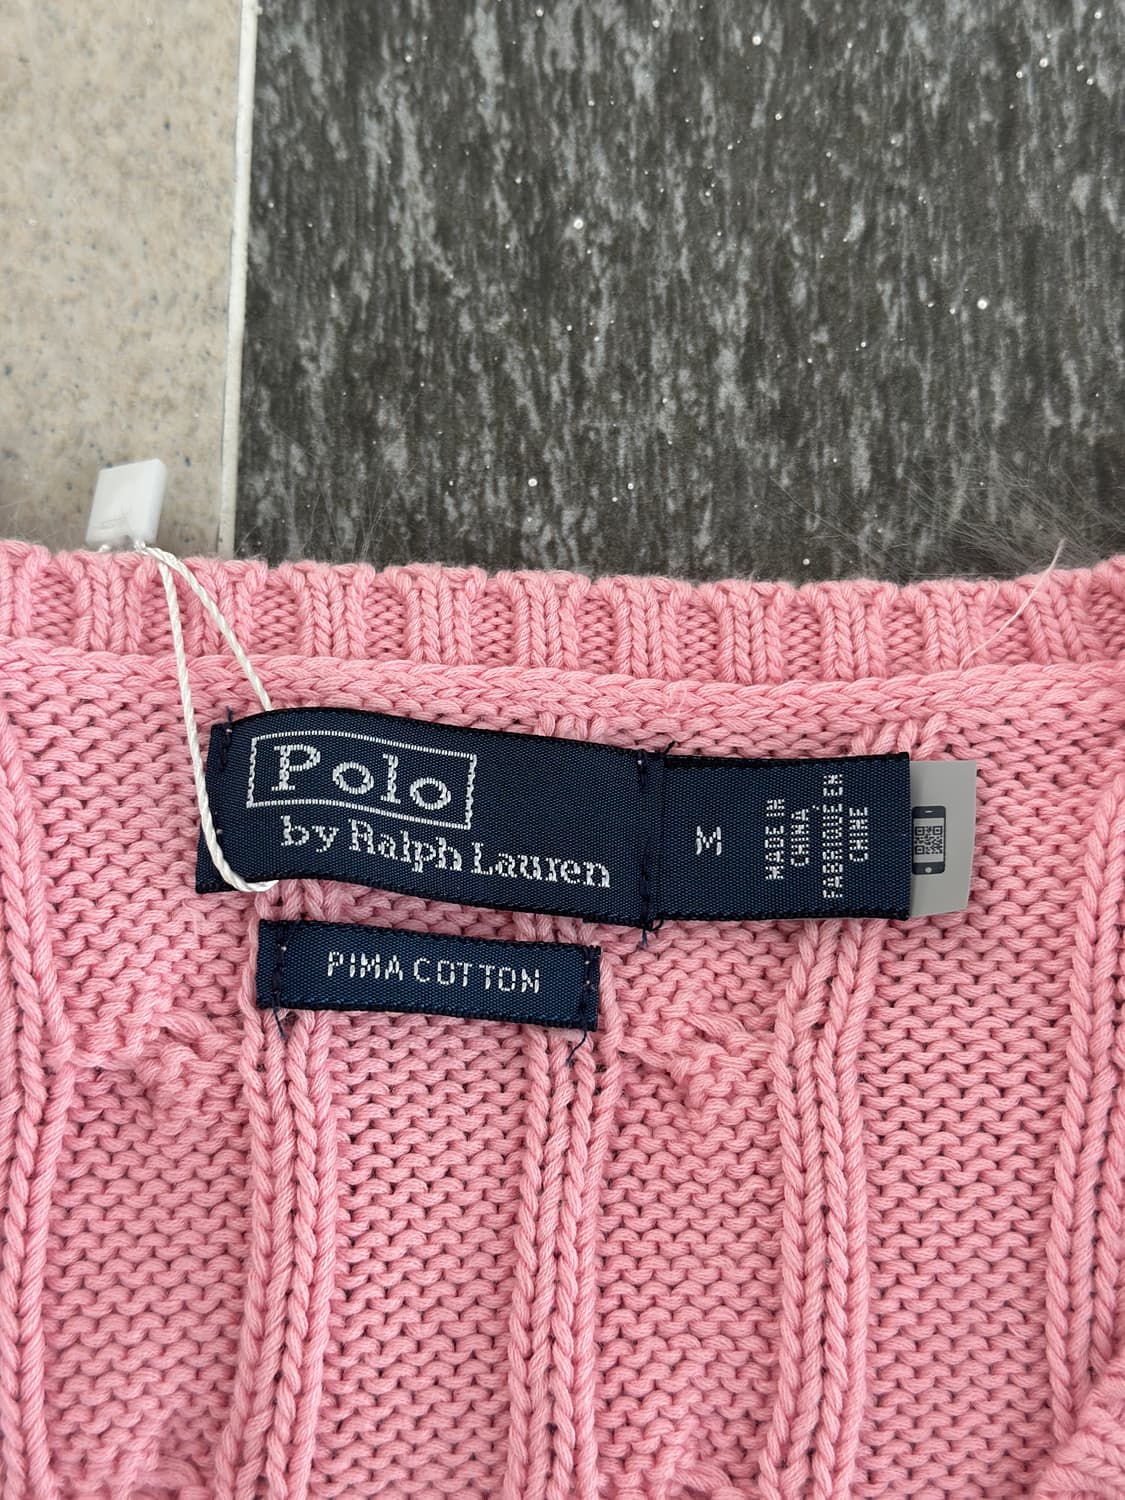 Polo
by Ralph Lauren
M
MADE IN
CHINA
FABRIQUÉ EN
CHINE
PIMA COTTON